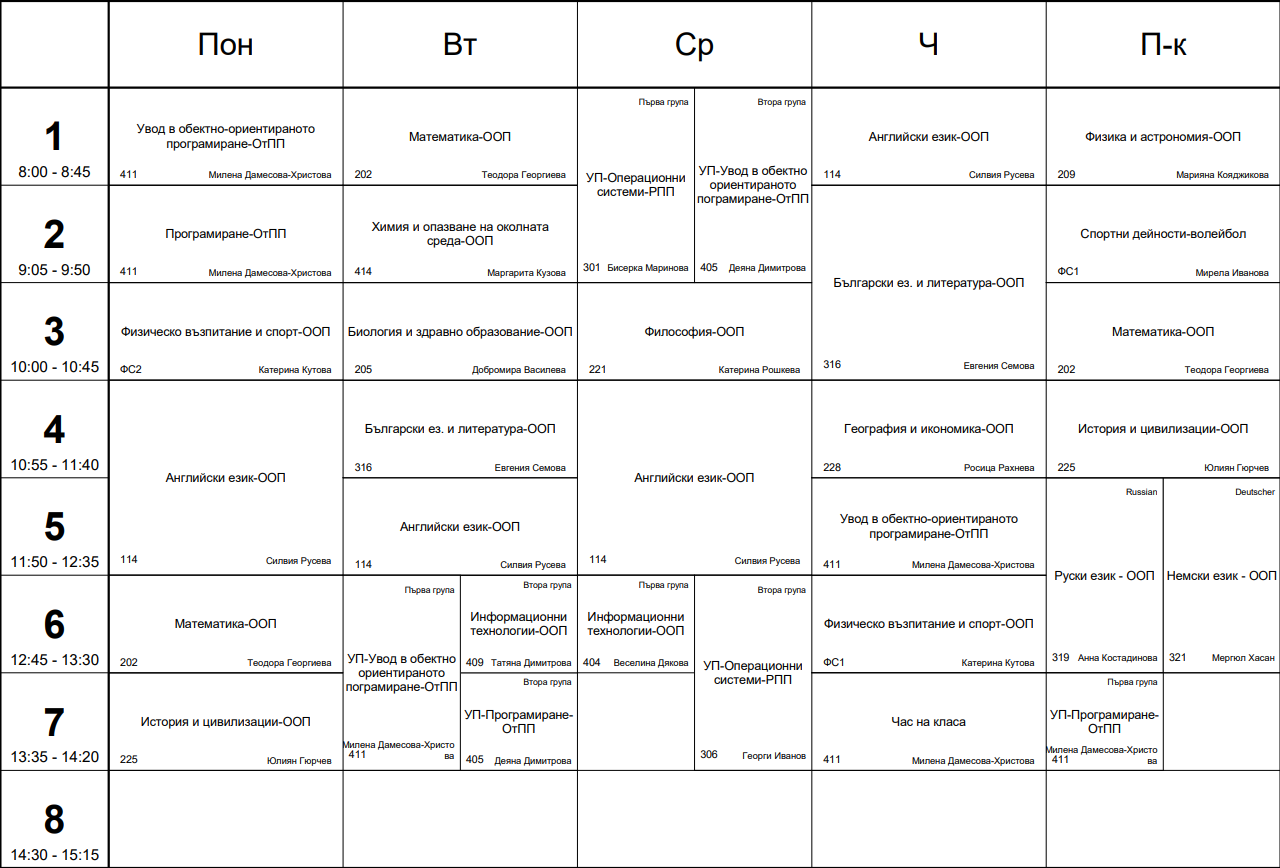 Пон
Вт
Ср
Ч
П-к
1
8:00 - 8:45
Увод в обектно-ориентираното
програмиране-ОтПП
411 Милена Дамесова-Христова
Математика-ООП
202 Теодора Георгиева
Първа група
УП-Операционни
системи-РПП
301 Бисерка Маринова
Втора група
УП-Увод в обектно
ориентираното
пограмиране-ОтПП
405 Деяна Димитрова
Английски език-ООП
114 Силвия Русева
Физика и астрономия-ООП
209 Марияна Кояджикова
2
9:05 - 9:50
Програмиране-ОтПП
411 Милена Дамесова-Христова
Химия и опазване на околната
среда-ООП
414 Маргарита Кузова
Български ез. и литература-ООП
316 Евгения Семова
Спортни дейности-волейбол
ФС1 Мирела Иванова
3
10:00 - 10:45
Физическо възпитание и спорт-ООП
ФС2 Катерина Кутова
Биология и здравно образование-ООП
205 Добромира Василева
Философия-ООП
221 Катерина Рошкева
Математика-ООП
202 Теодора Георгиева
4
10:55 - 11:40
Английски език-ООП
114 Силвия Русева
Български ез. и литература-ООП
316 Евгения Семова
Английски език-ООП
114 Силвия Русева
География и икономика-ООП
228 Росица Рахнева
История и цивилизации-ООП
225 Юлиян Гюрчев
5
11:50 - 12:35
Английски език-ООП
114 Силвия Русева
Увод в обектно-ориентираното
програмиране-ОтПП
411 Милена Дамесова-Христова
Russian
Руски език - ООП
319 Анна Костадинова
Deutscher
Немски език - ООП
321 Мергюл Хасан
6
12:45 - 13:30
Математика-ООП
202 Теодора Георгиева
Първа група
УП-Увод в обектно
ориентираното
пограмиране-ОтПП
Милена Дамесова-Христо
411 ва
Втора група
Информационни
технологии-ООП
409 Татяна Димитрова
Първа група
Информационни
технологии-ООП
404 Веселина Дякова
Втора група
УП-Операционни
системи-РПП
306 Георги Иванов
Физическо възпитание и спорт-ООП
ФС1 Катерина Кутова
7
13:35 - 14:20
История и цивилизации-ООП
225 Юлиян Гюрчев
Втора група
УП-Програмиране-
ОтПП
405 Деяна Димитрова
Час на класа
411 Милена Дамесова-Христова
Първа група
УП-Програмиране-
ОтПП
Милена Дамесова-Христо
411 ва
8
14:30 - 15:15